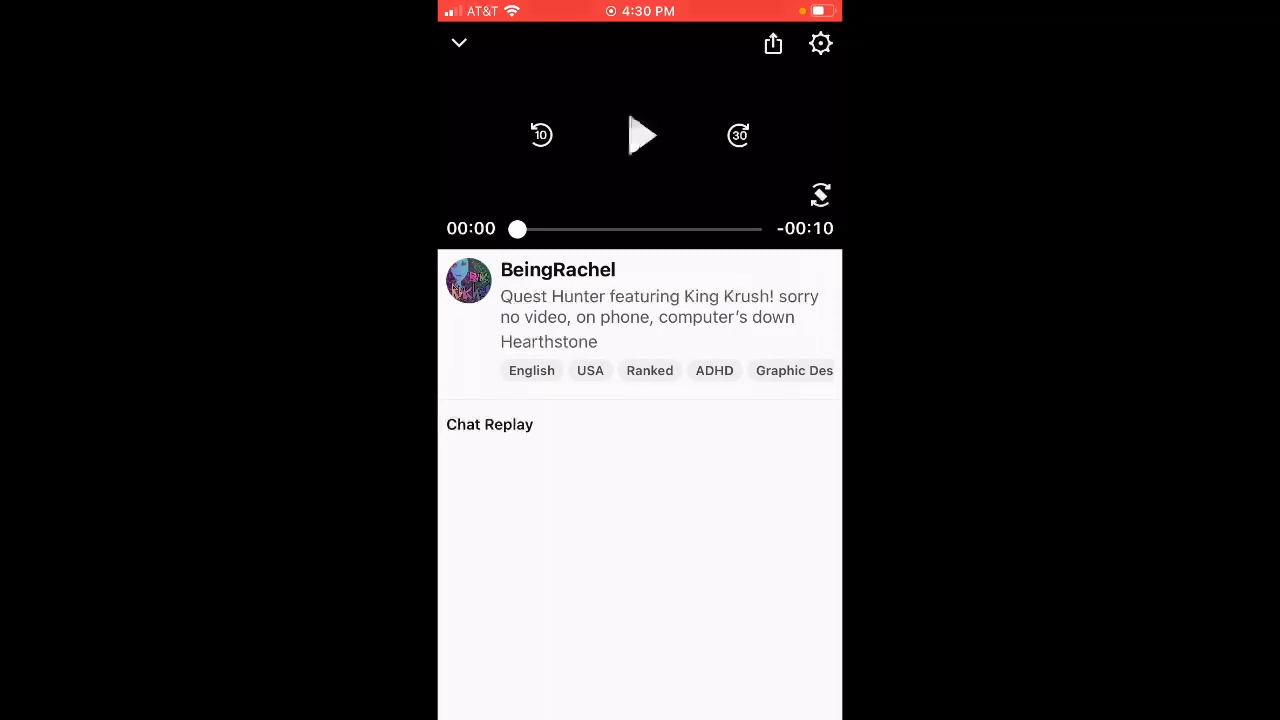 AT&T 4:30 PM
10 30
00:00 -00:10
BeingRachel
Quest Hunter featuring King Krush! sorry
no video, on phone, computer’s down
Hearthstone
English USA Ranked ADHD Graphic Des
Chat Replay